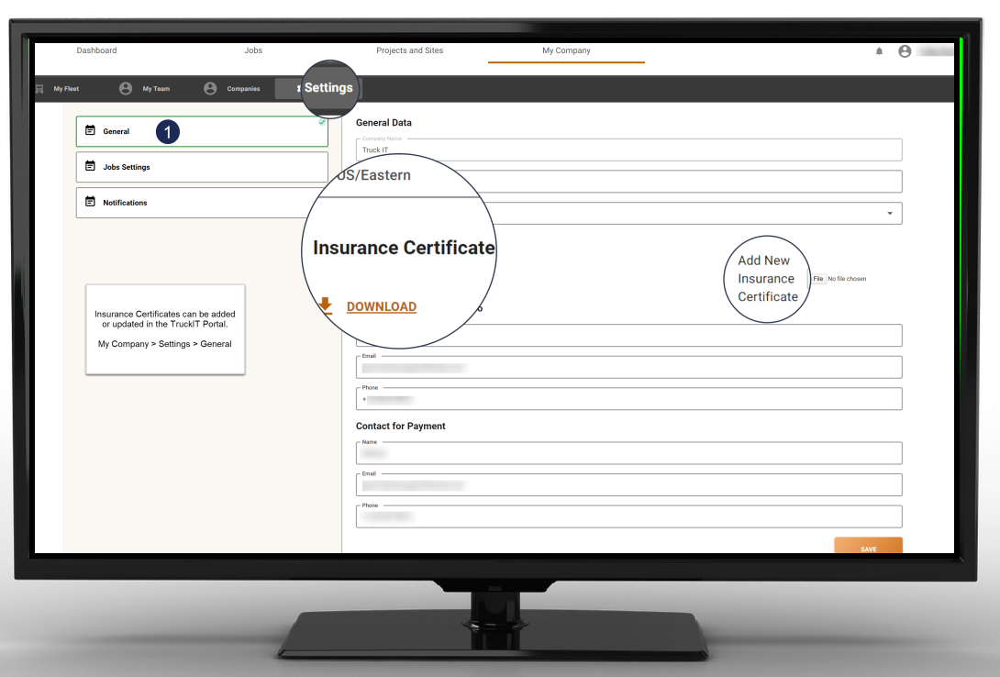 Dashboard
Jobs
Projects and Sites
My Company
My Fleet
My Team
Companies
Settings
General
1
Jobs Settings
Notifications
Insurance Certificates can be added
or updated in the TruckIT Portal.
My Company > Settings > General
General Data
Company Name
Truck IT
US/Eastern
Insurance Certificate
DOWNLOAD
Add New
Insurance
Certificate
File No file chosen
Email
Phone
+
Contact for Payment
Name
Email
Phone
SAVE